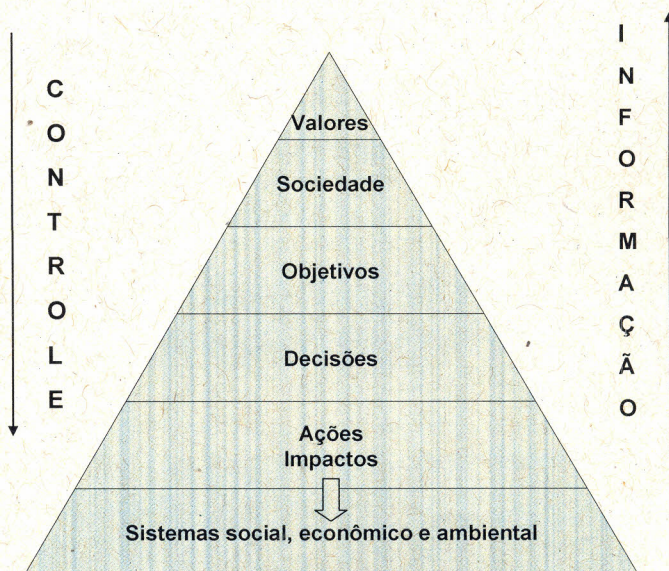 CONTROLE
Valores
Sociedade
Objetivos
Decisões
Ações
Impactos
Sistemas social, econômico e ambiental
INFORMAÇÃO